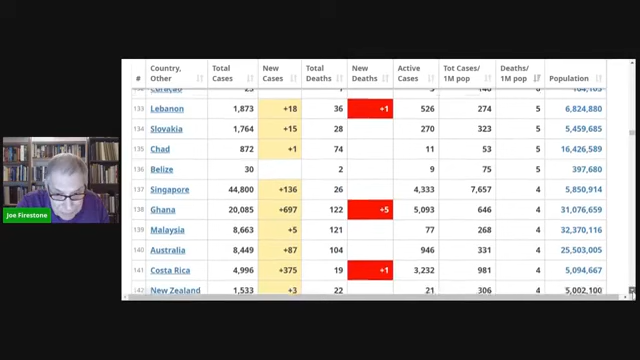 # Country, Other Total Cases New Cases Total Deaths New Deaths Active Cases Tot Cases/ 1M pop Deaths/ 1M pop Population
133 Lebanon 1,873 +18 36 +1 526 274 5 6,824,880
134 Slovakia 1,764 +15 28 270 323 5 5,459,685
135 Chad 872 +1 74 11 53 5 16,426,589
136 Belize 30 2 9 75 5 397,680
137 Singapore 44,800 +136 26 4,333 7,657 4 5,850,914
138 Ghana 20,085 +697 122 +5 5,093 646 4 31,076,659
139 Malaysia 8,663 +5 121 77 268 4 32,370,116
140 Australia 8,449 +87 104 946 331 4 25,503,005
141 Costa Rica 4,996 +375 19 +1 3,232 981 4 5,094,667
142 New Zealand 1,533 +3 22 21 306 4 5,002,100
Joe Firestone